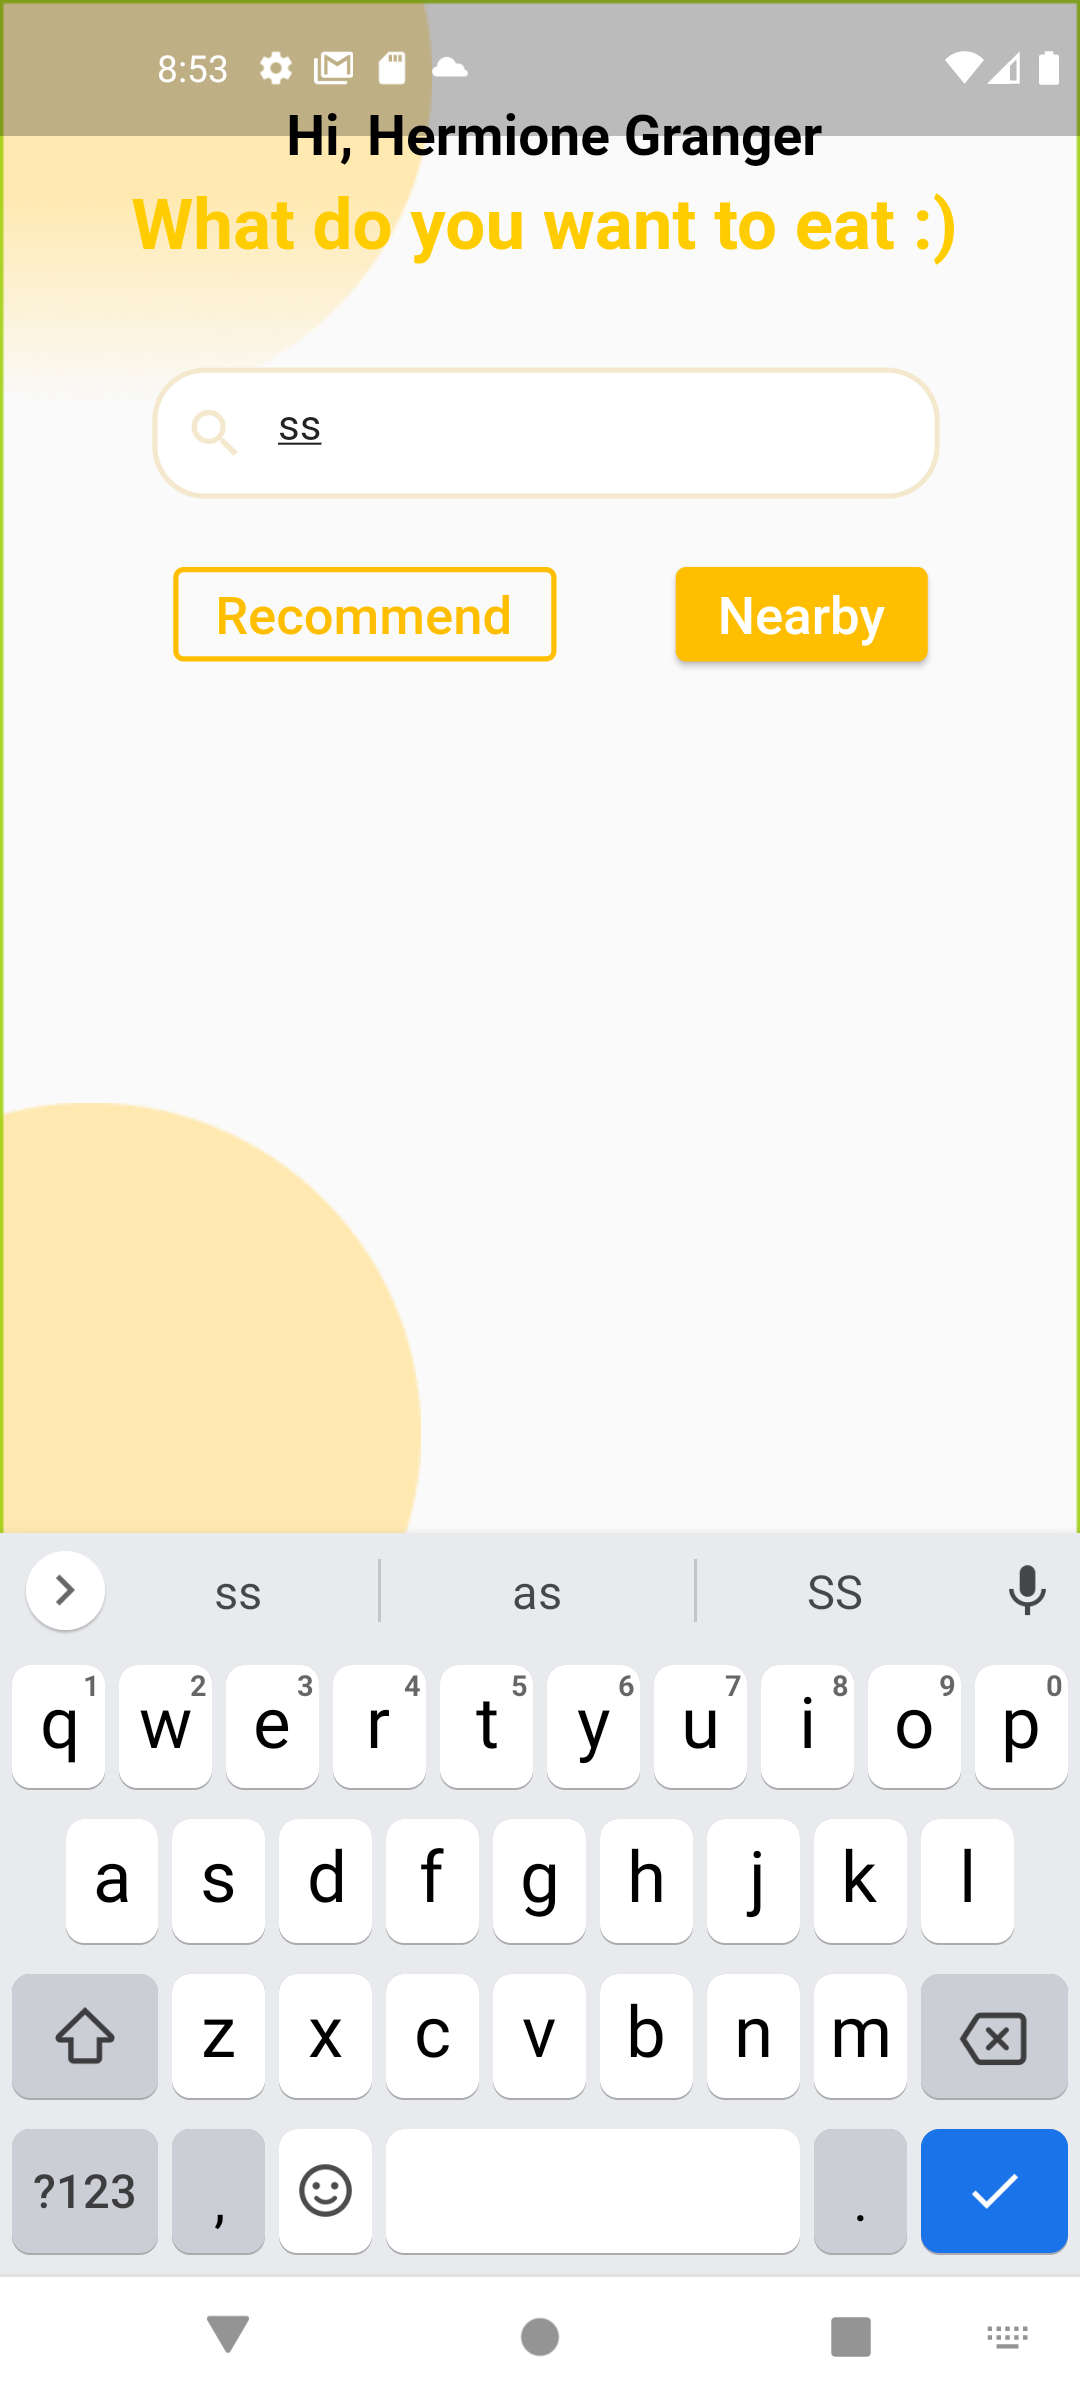 8:53
Hi, Hermione Granger
What do you want to eat :)
ss
Recommend Nearby
ss as SS
1 2 3 4 5 6 7 8 9 0
q w e r t y u i o p
a s d f g h j k l
z x c v b n m
?123 , .